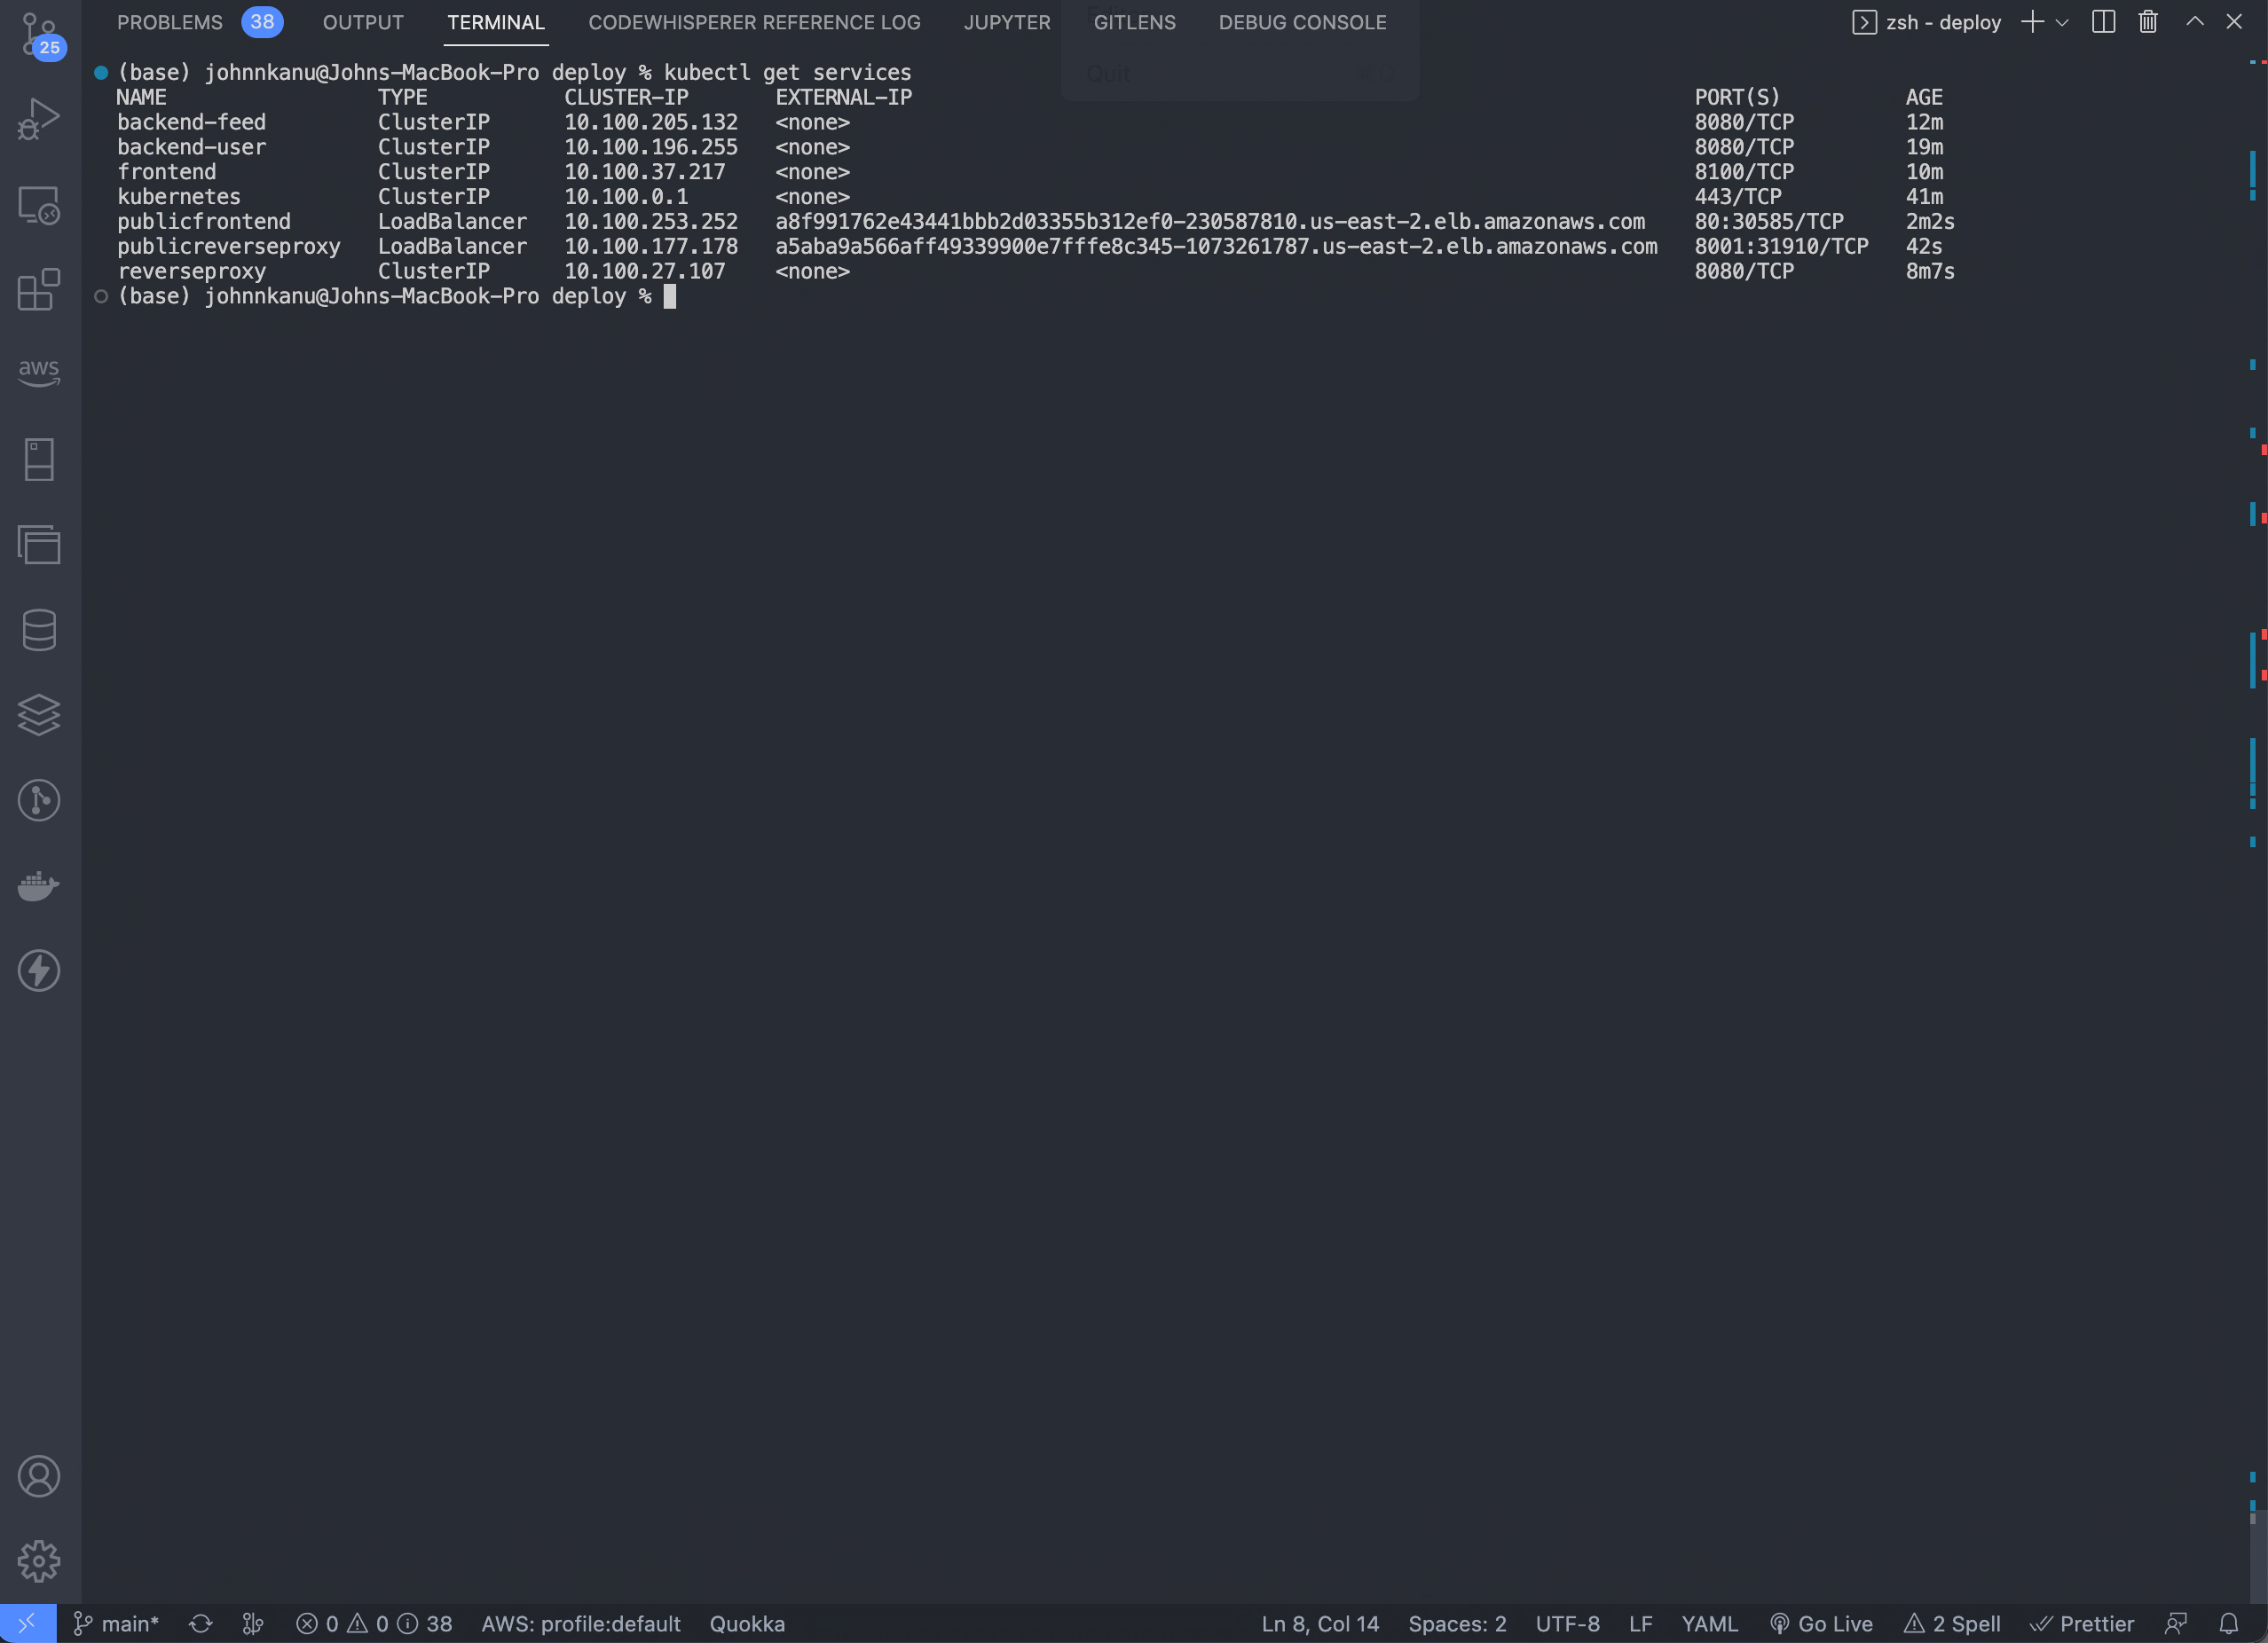 PROBLEMS 38 OUTPUT TERMINAL CODEWHISPERER REFERENCE LOG JUPYTER GITLENS DEBUG CONSOLE zsh - deploy
25
Quit
(base) johnnkanu@Johns-MacBook-Pro deploy % kubectl get services
NAME TYPE CLUSTER-IP EXTERNAL-IP PORT(S) AGE
backend-feed ClusterIP 10.100.205.132 <none> 8080/TCP 12m
backend-user ClusterIP 10.100.196.255 <none> 8080/TCP 19m
frontend ClusterIP 10.100.37.217 <none> 8100/TCP 10m
kubernetes ClusterIP 10.100.0.1 <none> 443/TCP 41m
publicfrontend LoadBalancer 10.100.253.252 a8f991762e43441bbb2d03355b312ef0-230587810.us-east-2.elb.amazonaws.com 80:30585/TCP 2m2s
publicreverseproxy LoadBalancer 10.100.177.178 a5aba9a566aff49339900e7fffe8c345-1073261787.us-east-2.elb.amazonaws.com 8001:31910/TCP 42s
reverseproxy ClusterIP 10.100.27.107 <none> 8080/TCP 8m7s
(base) johnnkanu@Johns-MacBook-Pro deploy %
aws
main* 0 0 38 AWS: profile:default Quokka Ln 8, Col 14 Spaces: 2 UTF-8 LF YAML Go Live 2 Spell Prettier